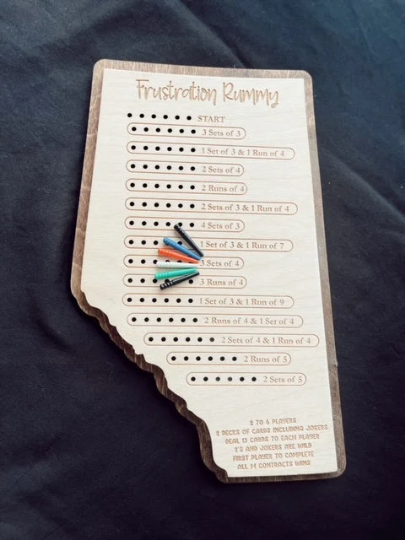 Frustration Rummy
START
3 Sets of 3
1 Set of 3 & 1 Run of 4
2 Sets of 4
2 Runs of 4
2 Sets of 3 & 1 Run of 4
4 Sets of 3
1 Set of 3 & 1 Run of 7
3 Sets of 4
3 Runs of 4
1 Set of 3 & 1 Run of 9
2 Runs of 4 & 1 Set of 4
2 Sets of 4 & 1 Run of 4
2 Runs of 5
2 Sets of 5
2 TO 6 PLAYERS
2 DECKS OF CARDS INCLUDING JOKERS
DEAL 13 CARDS TO EACH PLAYER
2'S AND JOKERS ARE WILD
FIRST PLAYER TO COMPLETE
ALL 14 CONTRACTS WINS